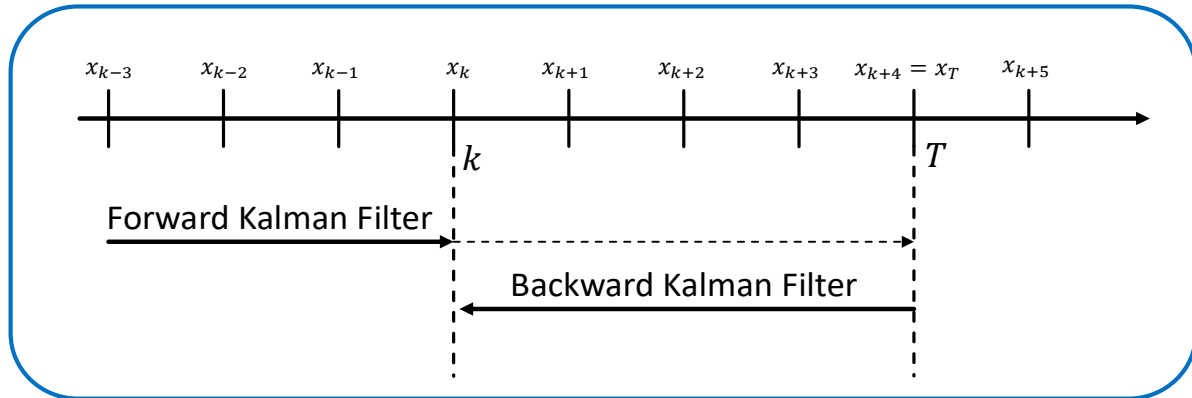 x_{k-3} x_{k-2} x_{k-1} x_k x_{k+1} x_{k+2} x_{k+3} x_{k+4} = x_T x_{k+5}
k T
Forward Kalman Filter
Backward Kalman Filter